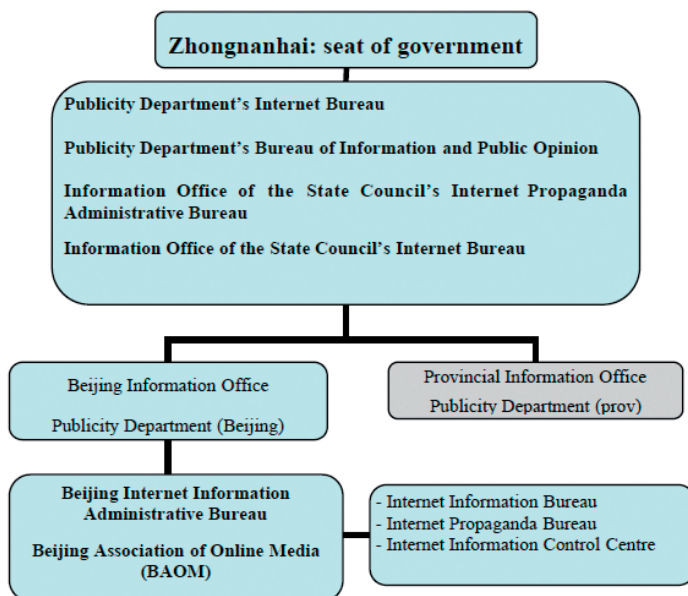 Zhongnanhai: seat of government
Publicity Department's Internet Bureau
Publicity Department's Bureau of Information and Public Opinion
Information Office of the State Council's Internet Propaganda
Administrative Bureau
Information Office of the State Council's Internet Bureau
Beijing Information Office
Publicity Department (Beijing)
Provincial Information Office
Publicity Department (prov)
Beijing Internet Information
Administrative Bureau
Beijing Association of Online Media
(BAOM)
- Internet Information Bureau
- Internet Propaganda Bureau
- Internet Information Control Centre